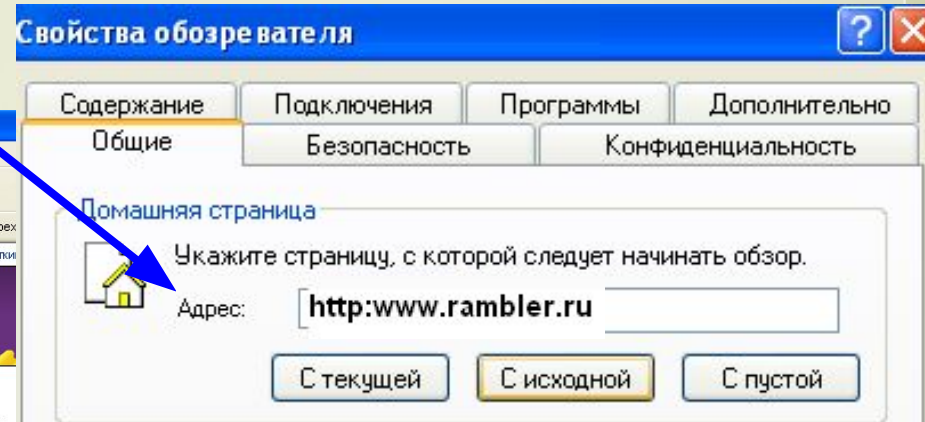 Свойства обозревателя
Содержание Подключения Программы Дополнительно
Общие Безопасность Конфиденциальность
Домашняя страница
Укажите страницу, с которой следует начинать обзор.
Адрес: http:www.rambler.ru
С текущей С исходной С пустой